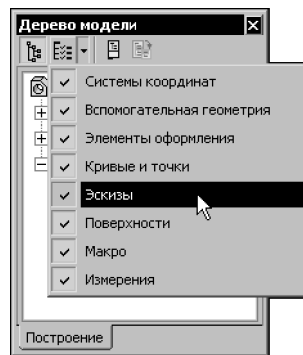 Дерево модели
Системы координат
Вспомогательная геометрия
Элементы оформления
Кривые и точки
Эскизы
Поверхности
Макро
Измерения
Построение